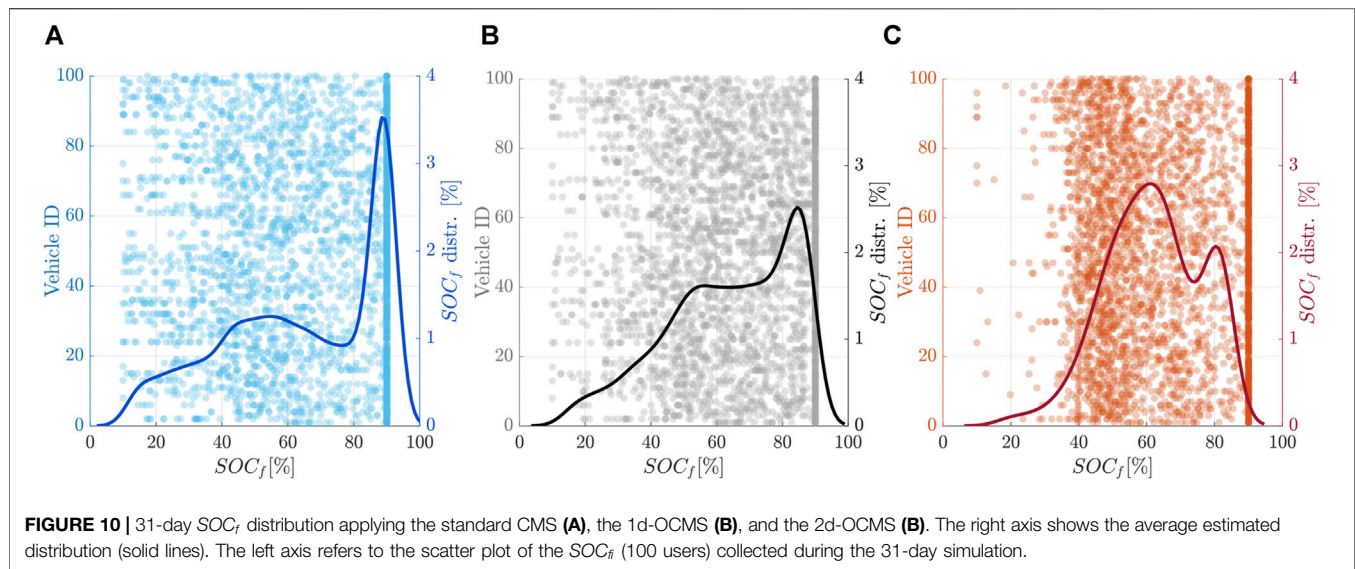 A
B
C
100
80
60
40
20
0
Vehicle ID
4
3
2
1
0
SOC_f distr. [%]
0 20 40 60 80 100
SOC_f[%]
100
80
60
40
20
0
Vehicle ID
4
3
2
1
0
SOC_f distr. [%]
0 20 40 60 80 100
SOC_f[%]
100
80
60
40
20
0
Vehicle ID
4
3
2
1
0
SOC_f distr. [%]
0 20 40 60 80 100
SOC_f[%]
FIGURE 10 | 31-day SOC_f distribution applying the standard CMS (A), the 1d-OCMS (B), and the 2d-OCMS (B). The right axis shows the average estimated
distribution (solid lines). The left axis refers to the scatter plot of the SOC_fi (100 users) collected during the 31-day simulation.